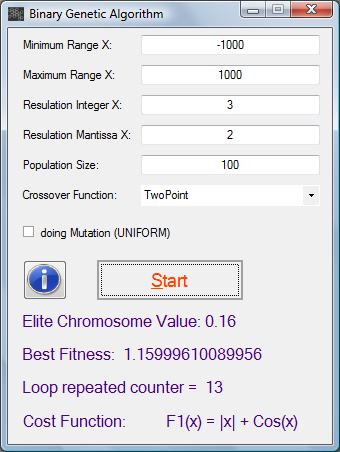 Binary Genetic Algorithm
Minimum Range X: -1000
Maximum Range X: 1000
Resulation Integer X: 3
Resulation Mantissa X: 2
Population Size: 100
Crossover Function: TwoPoint
doing Mutation (UNIFORM)
i Start
Elite Chromosome Value: 0.16
Best Fitness: 1.15999610089956
Loop repeated counter = 13
Cost Function: F1(x) = |x| + Cos(x)